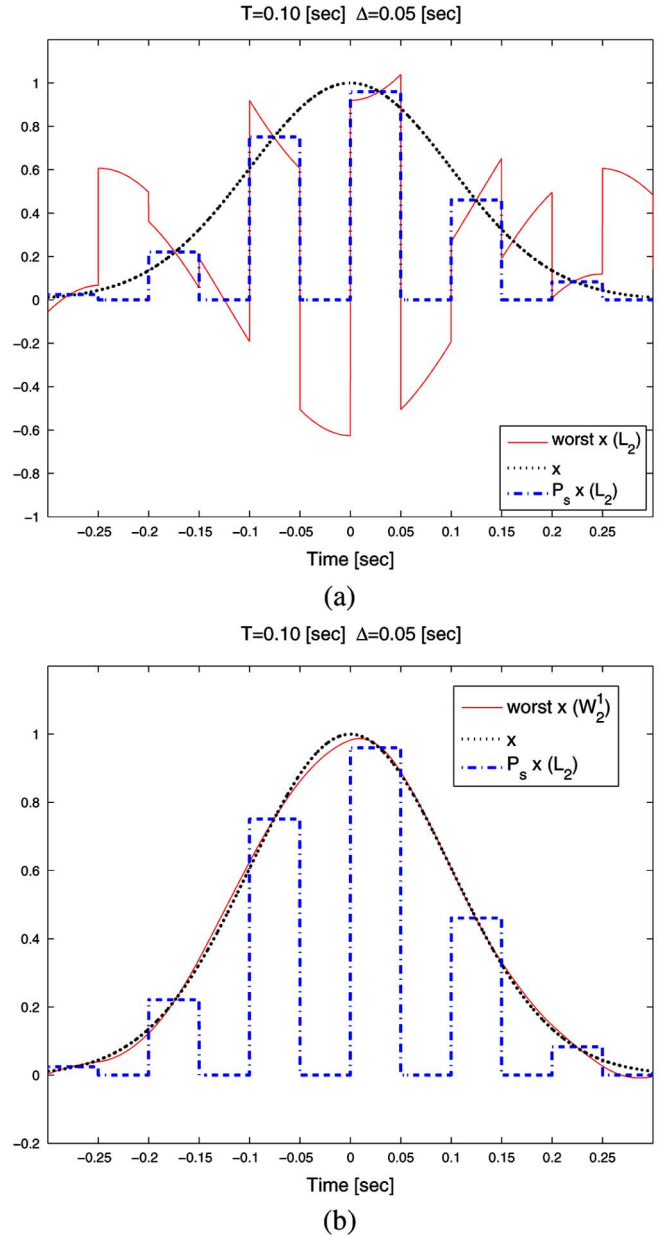 T=0.10 [sec] Δ=0.05 [sec]
1
0.8
0.6
0.4
0.2
0
−0.2
−0.4
−0.6
−0.8
−1
worst x (L₂)
x
Pₛ x (L₂)
−0.25 −0.2 −0.15 −0.1 −0.05 0 0.05 0.1 0.15 0.2 0.25
Time [sec]
(a)
T=0.10 [sec] Δ=0.05 [sec]
1
0.8
0.6
0.4
0.2
0
−0.2
worst x (W₂¹)
x
Pₛ x (L₂)
−0.25 −0.2 −0.15 −0.1 −0.05 0 0.05 0.1 0.15 0.2 0.25
Time [sec]
(b)